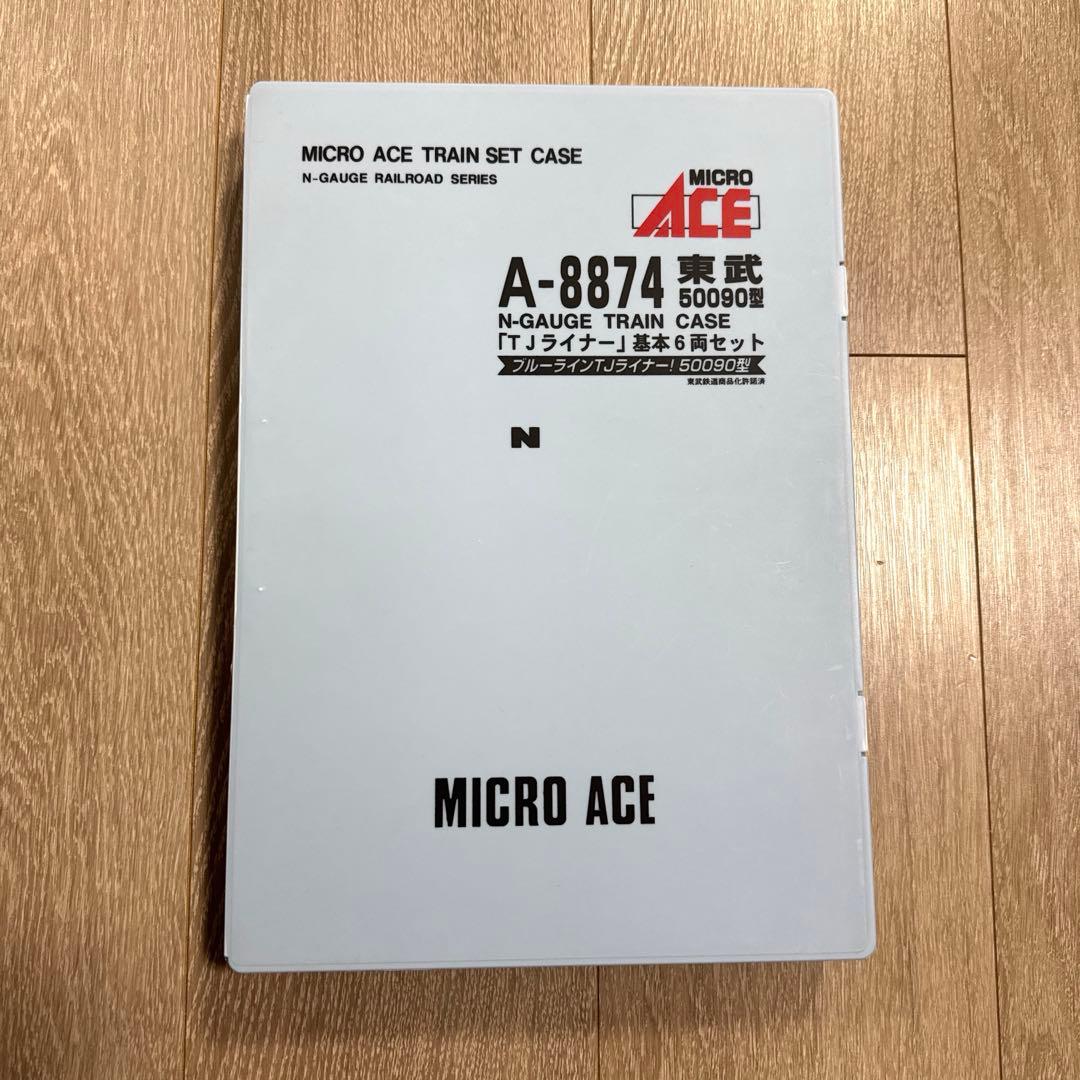 MICRO ACE TRAIN SET CASE
N-GAUGE RAILROAD SERIES
MICRO
ACE
A-8874 東武
50090型
N-GAUGE TRAIN CASE
「TJライナー」基本6両セット
ブルーラインTJライナー! 50090型
東武鉄道商品化許諾済
N
MICRO ACE